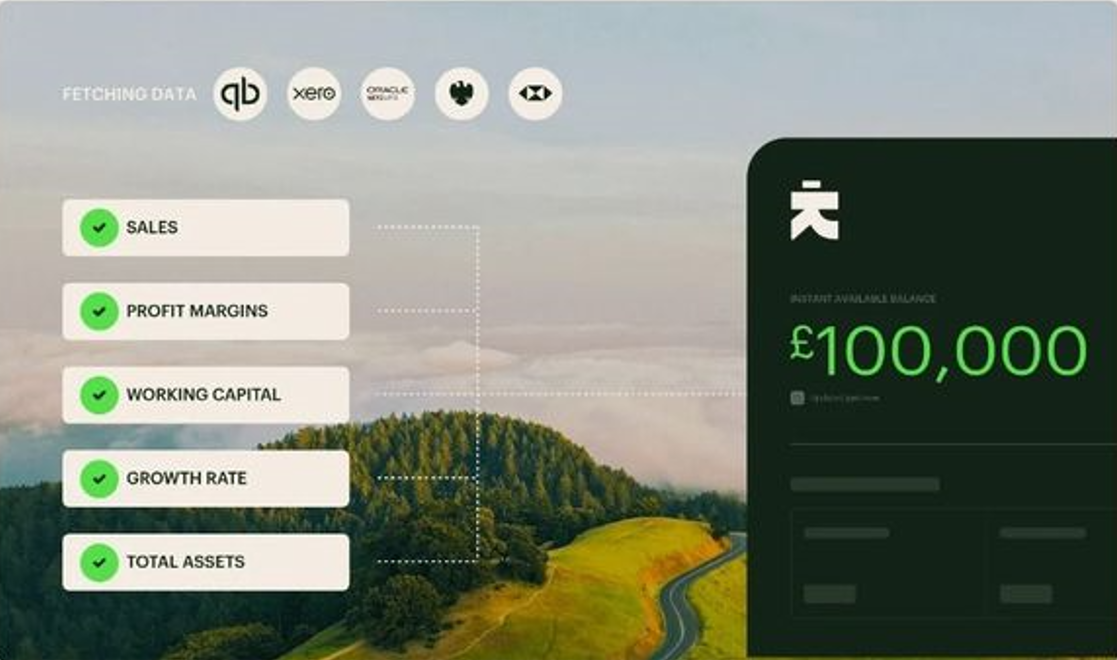 FETCHING DATA
qb
xero
ORACLE
NETSUITE
SALES
PROFIT MARGINS
WORKING CAPITAL
GROWTH RATE
TOTAL ASSETS
INSTANT AVAILABLE BALANCE
£100,000